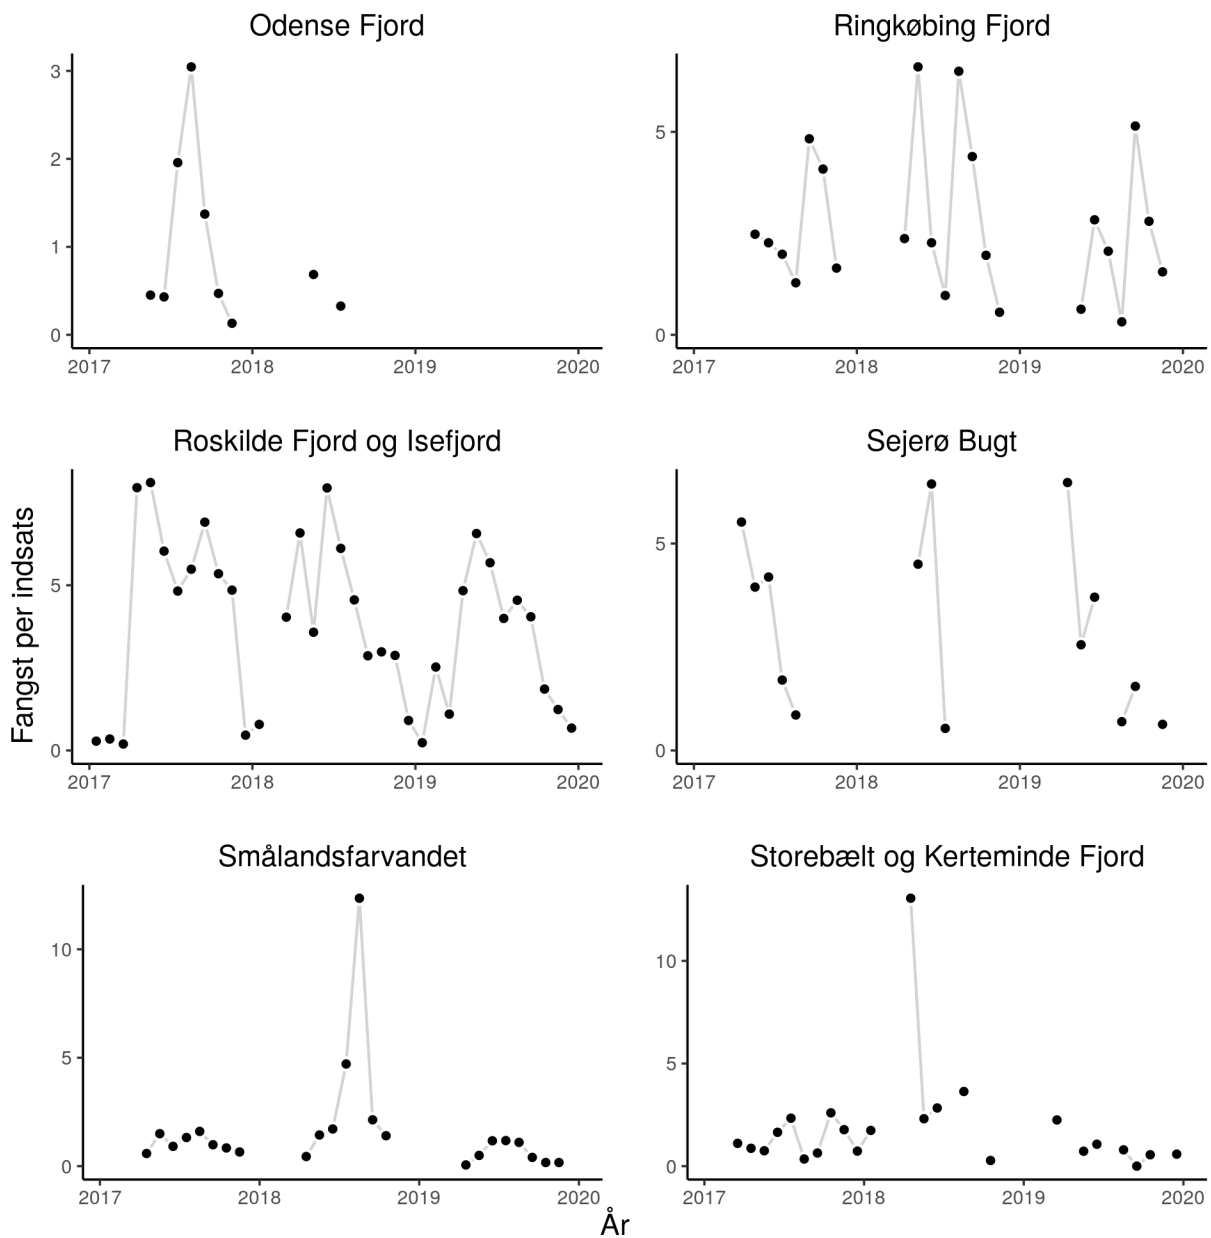 Odense Fjord
3
2
1
0
2017 2018 2019 2020
Ringkøbing Fjord
5
0
2017 2018 2019 2020
Fangst per indsats
Roskilde Fjord og Isefjord
5
0
2017 2018 2019 2020
Sejerø Bugt
5
0
2017 2018 2019 2020
Smålandsfarvandet
10
5
0
2017 2018 2019 2020
Storebælt og Kerteminde Fjord
10
5
0
2017 2018 2019 2020
År